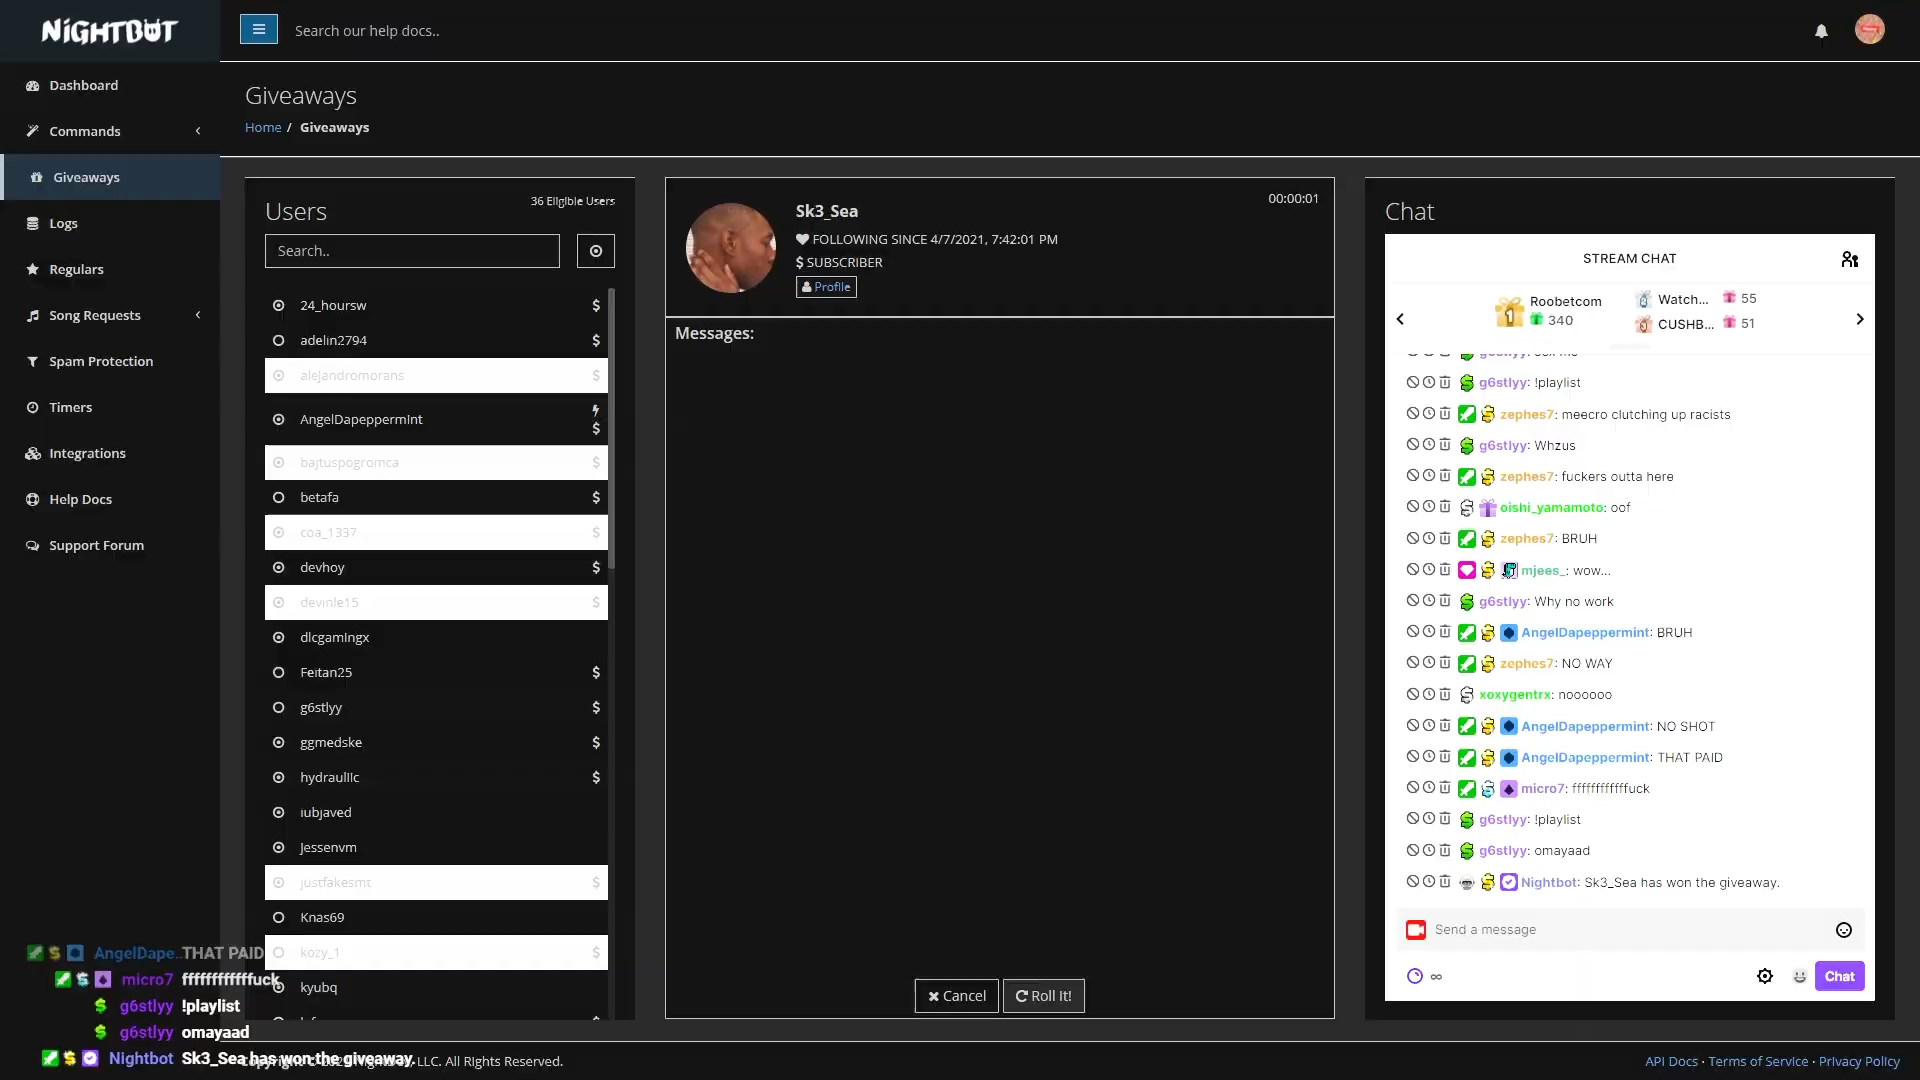 NIGHTBOT
Search our help docs..
Dashboard
Commands
Giveaways
Logs
Regulars
Song Requests
Spam Protection
Timers
Integrations
Help Docs
Support Forum
Giveaways
Home / Giveaways
Users
36 Eligible Users
Search..
24_hoursw $
adelin2794 $
alejandromorans $
AngelDapeppermint $
bajtuspogromca $
betafa $
coa_1337 $
devhoy $
devinle15 $
dlcgamingx
Feitan25 $
g6stlyy $
ggmedske $
hydraulllc $
iubjaved
Jessenvm
justfakesmt $
Knas69
kozy_1 $
kyubq
Sk3_Sea
00:00:01
FOLLOWING SINCE 4/7/2021, 7:42:01 PM
$ SUBSCRIBER
Profile
Messages:
Cancel
Roll It!
Chat
STREAM CHAT
1 Roobetcom
340
Watch... 55
CUSHB... 51
g6stlyy: !playlist
zephes7: meecro clutching up racists
g6stlyy: Whzus
zephes7: fuckers outta here
oishi_yamamoto: oof
zephes7: BRUH
mjees_: wow...
g6stlyy: Why no work
AngelDapeppermint: BRUH
zephes7: NO WAY
xoxygentrx: noooooo
AngelDapeppermint: NO SHOT
AngelDapeppermint: THAT PAID
micro7: ffffffffffffuck
g6stlyy: !playlist
g6stlyy: omayaad
Nightbot: Sk3_Sea has won the giveaway.
Send a message
∞
Chat
AngelDape.. THAT PAID
micro7 ffffffffffffuck
g6stlyy !playlist
g6stlyy omayaad
Nightbot Sk3_Sea has won the giveaway.
LLC. All Rights Reserved.
API Docs · Terms of Service · Privacy Policy